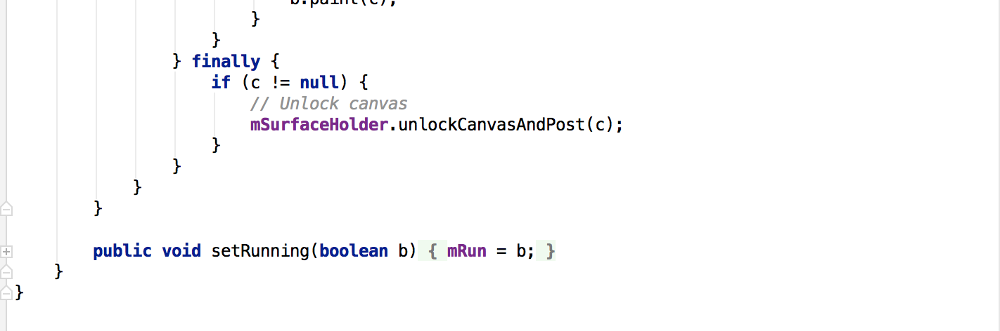 b.paint(c);
}
}
} finally {
if (c != null) {
// Unlock canvas
mSurfaceHolder.unlockCanvasAndPost(c);
}
}
}
}
public void setRunning(boolean b) { mRun = b; }
}
}